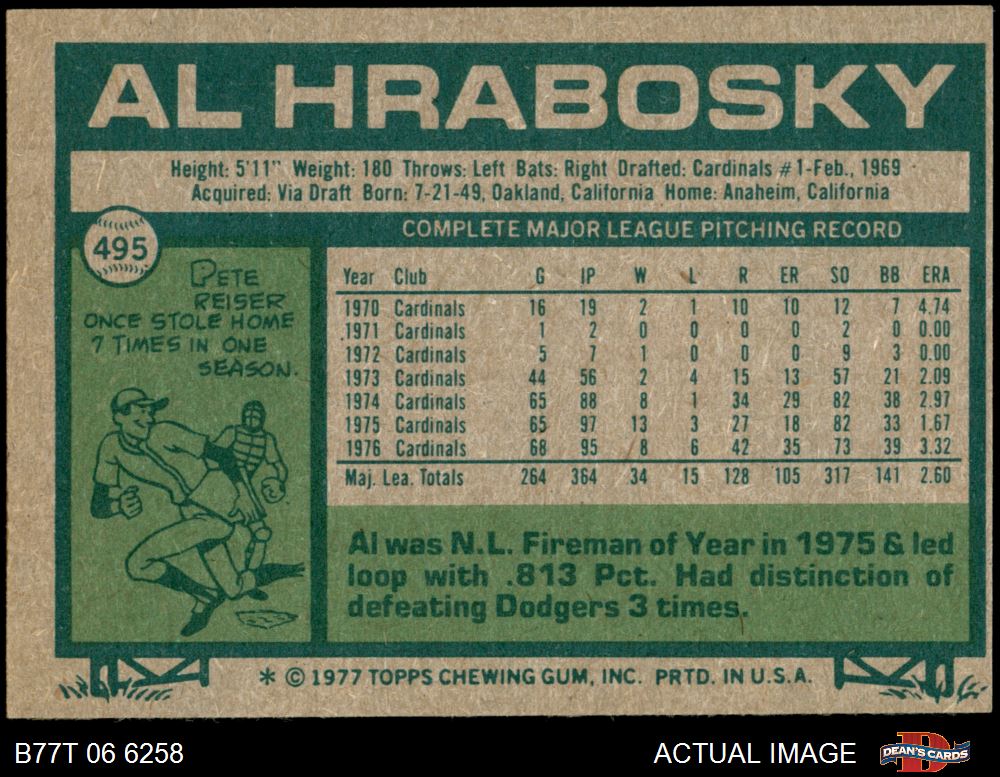 AL HRABOSKY
Height: 5'11" Weight: 180 Throws: Left Bats: Right Drafted: Cardinals #1-Feb., 1969
Acquired: Via Draft Born: 7-21-49, Oakland, California Home: Anaheim, California
495
PETE
REISER
ONCE STOLE HOME
7 TIMES IN ONE
SEASON.
COMPLETE MAJOR LEAGUE PITCHING RECORD
Year Club G IP W L R ER SO BB ERA
1970 Cardinals 16 19 2 1 10 10 12 7 4.74
1971 Cardinals 1 2 0 0 0 0 2 0 0.00
1972 Cardinals 5 7 1 0 0 0 9 3 0.00
1973 Cardinals 44 56 2 4 15 13 57 21 2.09
1974 Cardinals 65 88 8 1 34 29 82 38 2.97
1975 Cardinals 65 97 13 3 27 18 82 33 1.67
1976 Cardinals 68 95 8 6 42 35 73 39 3.32
Maj. Lea. Totals 264 364 34 15 128 105 317 141 2.60
Al was N.L. Fireman of Year in 1975 & led
loop with .813 Pct. Had distinction of
defeating Dodgers 3 times.
* © 1977 TOPPS CHEWING GUM, INC. PRTD. IN U.S.A.
B77T 06 6258
ACTUAL IMAGE
DEAN'S CARDS